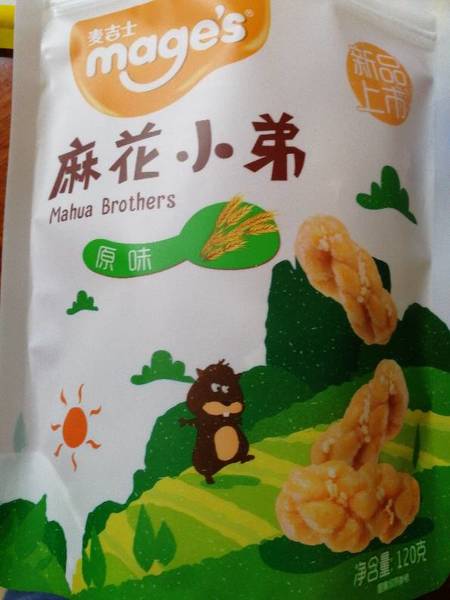 麦吉士
mage's®
新品
上市
麻花小弟
Mahua Brothers
原味
净含量: 120克